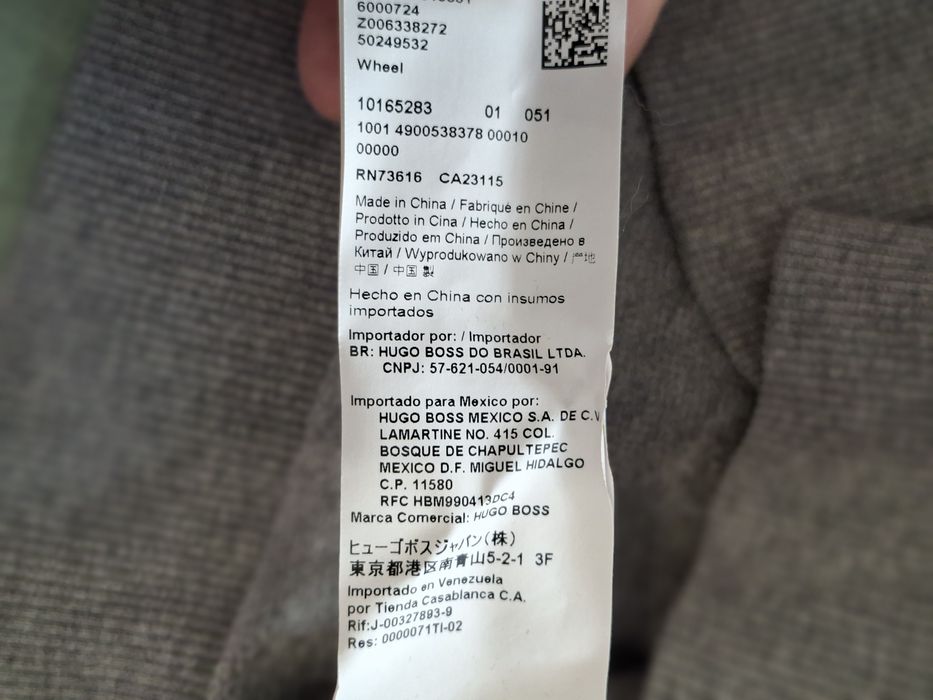 6000724
Z006338272
50249532
Wheel
10165283 01 051
1001 4900538378 00010
00000
RN73616 CA23115
Made in China / Fabriqué en Chine /
Prodotto in Cina / Hecho en China /
Produzido em China / Произведено в
Китай / Wyprodukowano w Chiny / 产地
中国 / 中国 製
Hecho en China con insumos
importados
Importador por: / Importador
BR: HUGO BOSS DO BRASIL LTDA.
CNPJ: 57-621-054/0001-91
Importado para Mexico por:
HUGO BOSS MEXICO S.A. DE C.V
LAMARTINE NO. 415 COL.
BOSQUE DE CHAPULTEPEC
MEXICO D.F. MIGUEL HIDALGO
C.P. 11580
RFC HBM990413DC4
Marca Comercial: HUGO BOSS
ヒューゴボスジャパン(株)
東京都港区南青山5-2-1 3F
Importado en Venezuela
por Tienda Casablanca C.A.
Rif:J-00327893-9
Res: 0000071TI-02